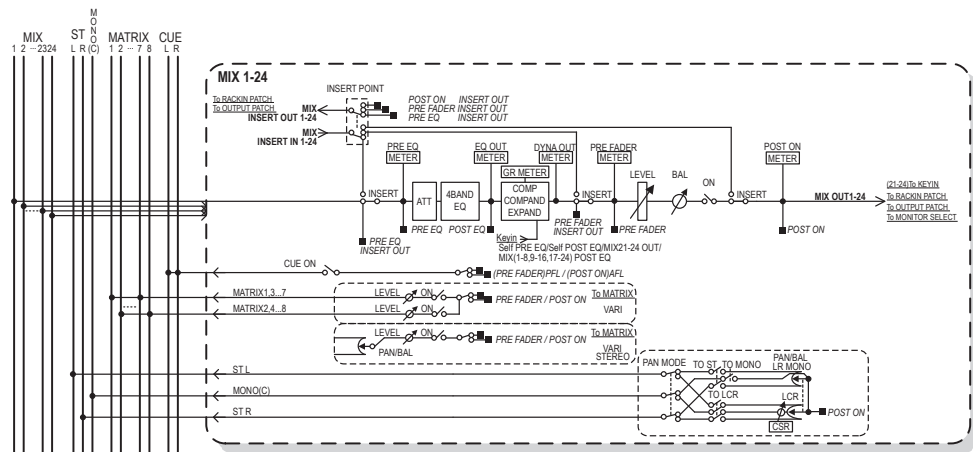 MIX
1 2 ··· 23 24
ST
L R
MONO
(C)
MATRIX
1 2 ··· 7 8
CUE
L R
MIX 1-24
INSERT POINT
To RACKIN PATCH
To OUTPUT PATCH
MIX
INSERT OUT 1-24
POST ON INSERT OUT
PRE FADER INSERT OUT
PRE EQ INSERT OUT
MIX
INSERT IN 1-24
PRE EQ
METER
EQ OUT
METER
DYNA OUT
METER
PRE FADER
METER
POST ON
METER
GR METER
INSERT
ATT
4BAND
EQ
COMP
COMPAND
EXPAND
INSERT
LEVEL
BAL
ON
INSERT
MIX OUT1-24
(21-24)To KEYIN
To RACKIN PATCH
To OUTPUT PATCH
To MONITOR SELECT
PRE EQ
INSERT OUT
PRE EQ
POST EQ
PRE FADER
INSERT OUT
PRE FADER
POST ON
Keyin
Self PRE EQ/Self POST EQ/MIX21-24 OUT/
MIX(1-8,9-16,17-24) POST EQ
CUE ON
(PRE FADER)PFL / (POST ON)AFL
MATRIX1,3...7
LEVEL
ON
PRE FADER / POST ON
To MATRIX
VARI
MATRIX2,4...8
LEVEL
ON
LEVEL
ON
PAN/BAL
PRE FADER / POST ON
To MATRIX
VARI
STEREO
ST L
MONO(C)
ST R
PAN MODE
TO ST
TO MONO
PAN/BAL
LR MONO
TO LCR
LCR
CSR
POST ON